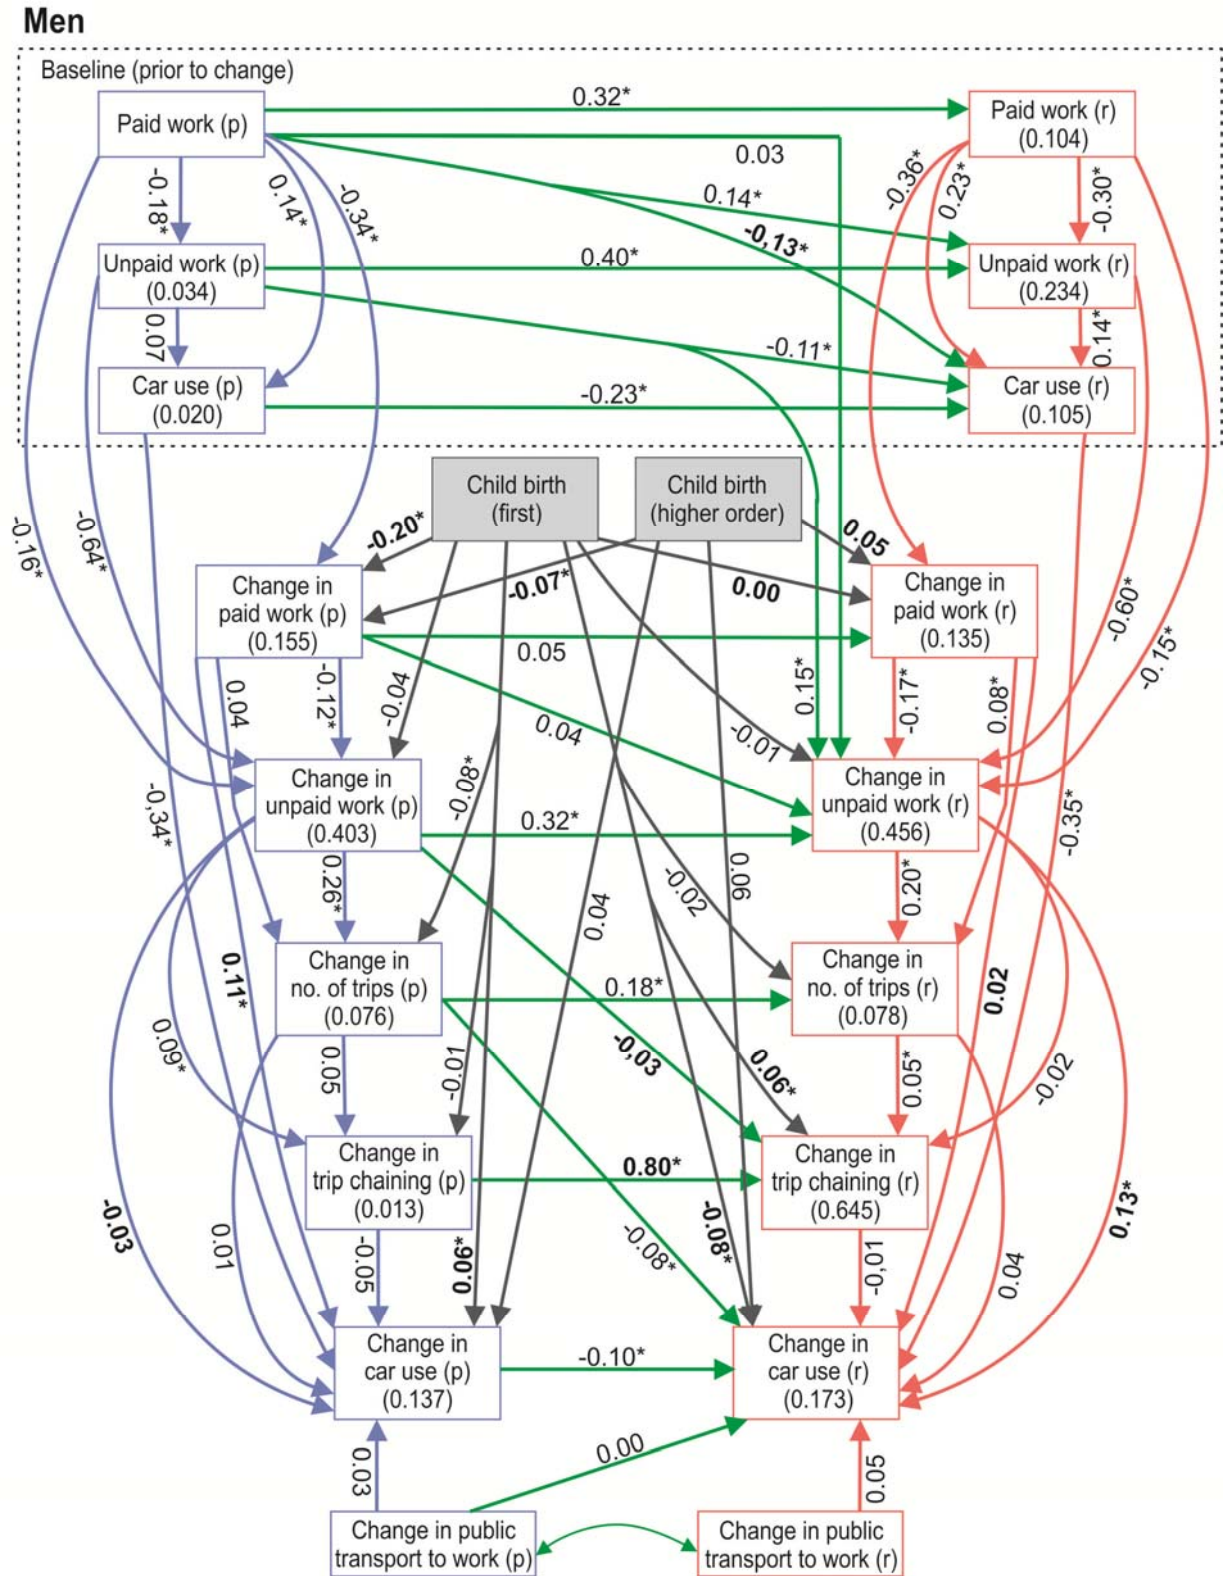 Men
Baseline (prior to change)
Paid work (p)
0.32*
Paid work (r)
(0.104)
0.03
-0.18*
0.14*
-0.34*
0.14*
-0,13*
-0.36*
0.23*
-0.30*
Unpaid work (p)
(0.034)
0.40*
Unpaid work (r)
(0.234)
0.07
-0.11*
0.14*
Car use (p)
(0.020)
-0.23*
Car use (r)
(0.105)
Child birth
(first)
Child birth
(higher order)
-0.16*
-0.64*
-0.20*
-0.07*
0.00
0.05
Change in
paid work (p)
(0.155)
Change in
paid work (r)
(0.135)
-0.60*
-0.15*
0.05
0.04
-0.12*
-0.04
0.04
-0.01
0.15*
-0.17*
0.08*
Change in
unpaid work (p)
(0.403)
Change in
unpaid work (r)
(0.456)
-0,34*
-0.08*
0.32*
-0.35*
0.26*
0.04
-0.02
0.06
0.20*
Change in
no. of trips (p)
(0.076)
Change in
no. of trips (r)
(0.078)
0.11*
0.18*
0.02
0.09*
0.05
-0.01
-0,03
0.06*
0.05*
-0.02
Change in
trip chaining (p)
(0.013)
0.80*
Change in
trip chaining (r)
(0.645)
-0.03
0.01
-0.05
0.06*
-0.08*
-0.08*
-0,01
0.04
0.13*
Change in
car use (p)
(0.137)
-0.10*
Change in
car use (r)
(0.173)
0.03
0.00
0.05
Change in public
transport to work (p)
Change in public
transport to work (r)